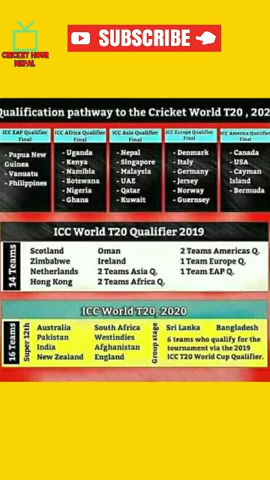 CRICKET HOUR
NEPAL
SUBSCRIBE
Qualification pathway to the Cricket World T20 , 202
ICC EAP Qualifier Final
- Papua New Guinea
- Vanuatu
- Philippines
ICC Africa Qualifier Final
- Uganda
- Kenya
- Namibla
- Botswana
- Nigeria
- Ghana
ICC Asia Qualifier Final
- Nepal
- Singapore
- Malaysia
- UAE
- Qatar
- Kuwait
ICC Europe Qualifier Final
- Denmark
- Italy
- Germany
- Jersey
- Norway
- Guernsey
ICC America Qualifier Final
- Canada
- USA
- Cayman Island
- Bermuda
ICC World T20 Qualifier 2019
14 Teams
Scotland Oman 2 Teams Americas Q.
Zimbabwe Ireland 1 Team Europe Q.
Netherlands 2 Teams Asia Q. 1 Team EAP Q.
Hong Kong 2 Teams Africa Q.
ICC World T20, 2020
16 Teams
Super 12th
Australia South Africa
Pakistan Westindies
India Afghanistan
New Zealand England
Group stage
Sri Lanka Bangladesh
6 teams who qualify for the
tournament via the 2019
ICC T20 World Cup Qualifier.